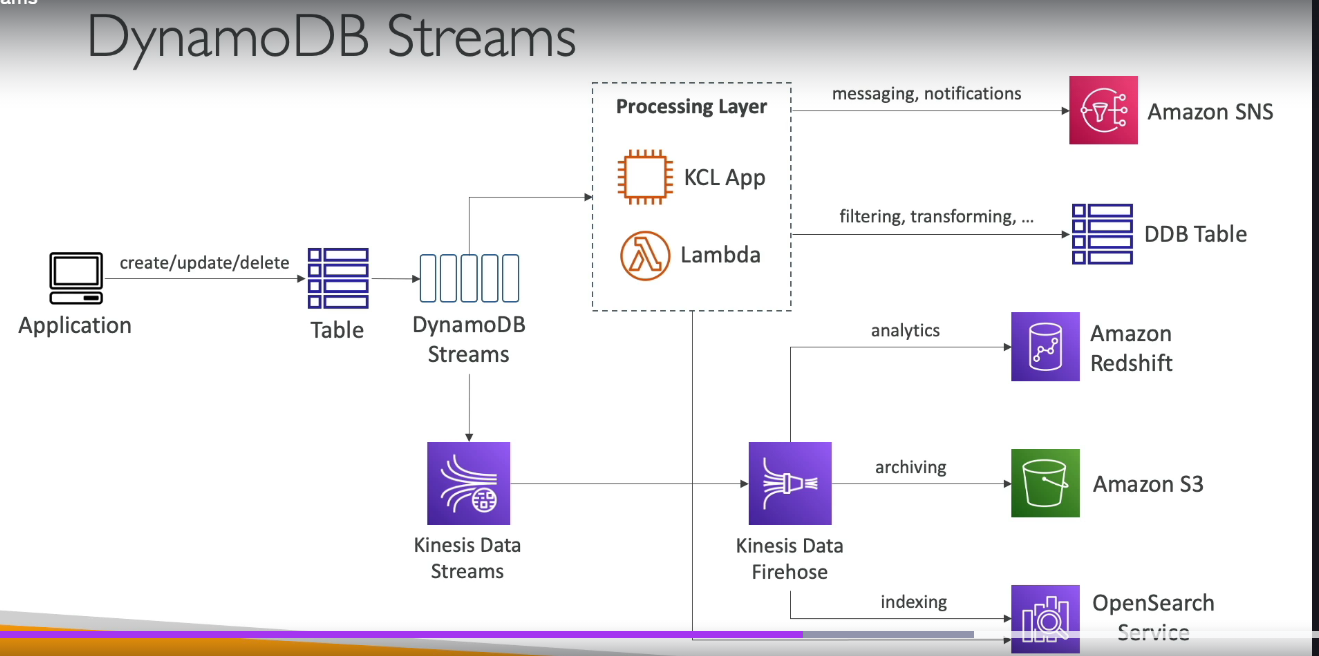 DynamoDB Streams
Processing Layer
KCL App
Lambda
messaging, notifications
Amazon SNS
filtering, transforming, ...
DDB Table
create/update/delete
Application
Table
DynamoDB
Streams
analytics
Amazon
Redshift
archiving
Amazon S3
Kinesis Data
Streams
Kinesis Data
Firehose
indexing
OpenSearch
Service